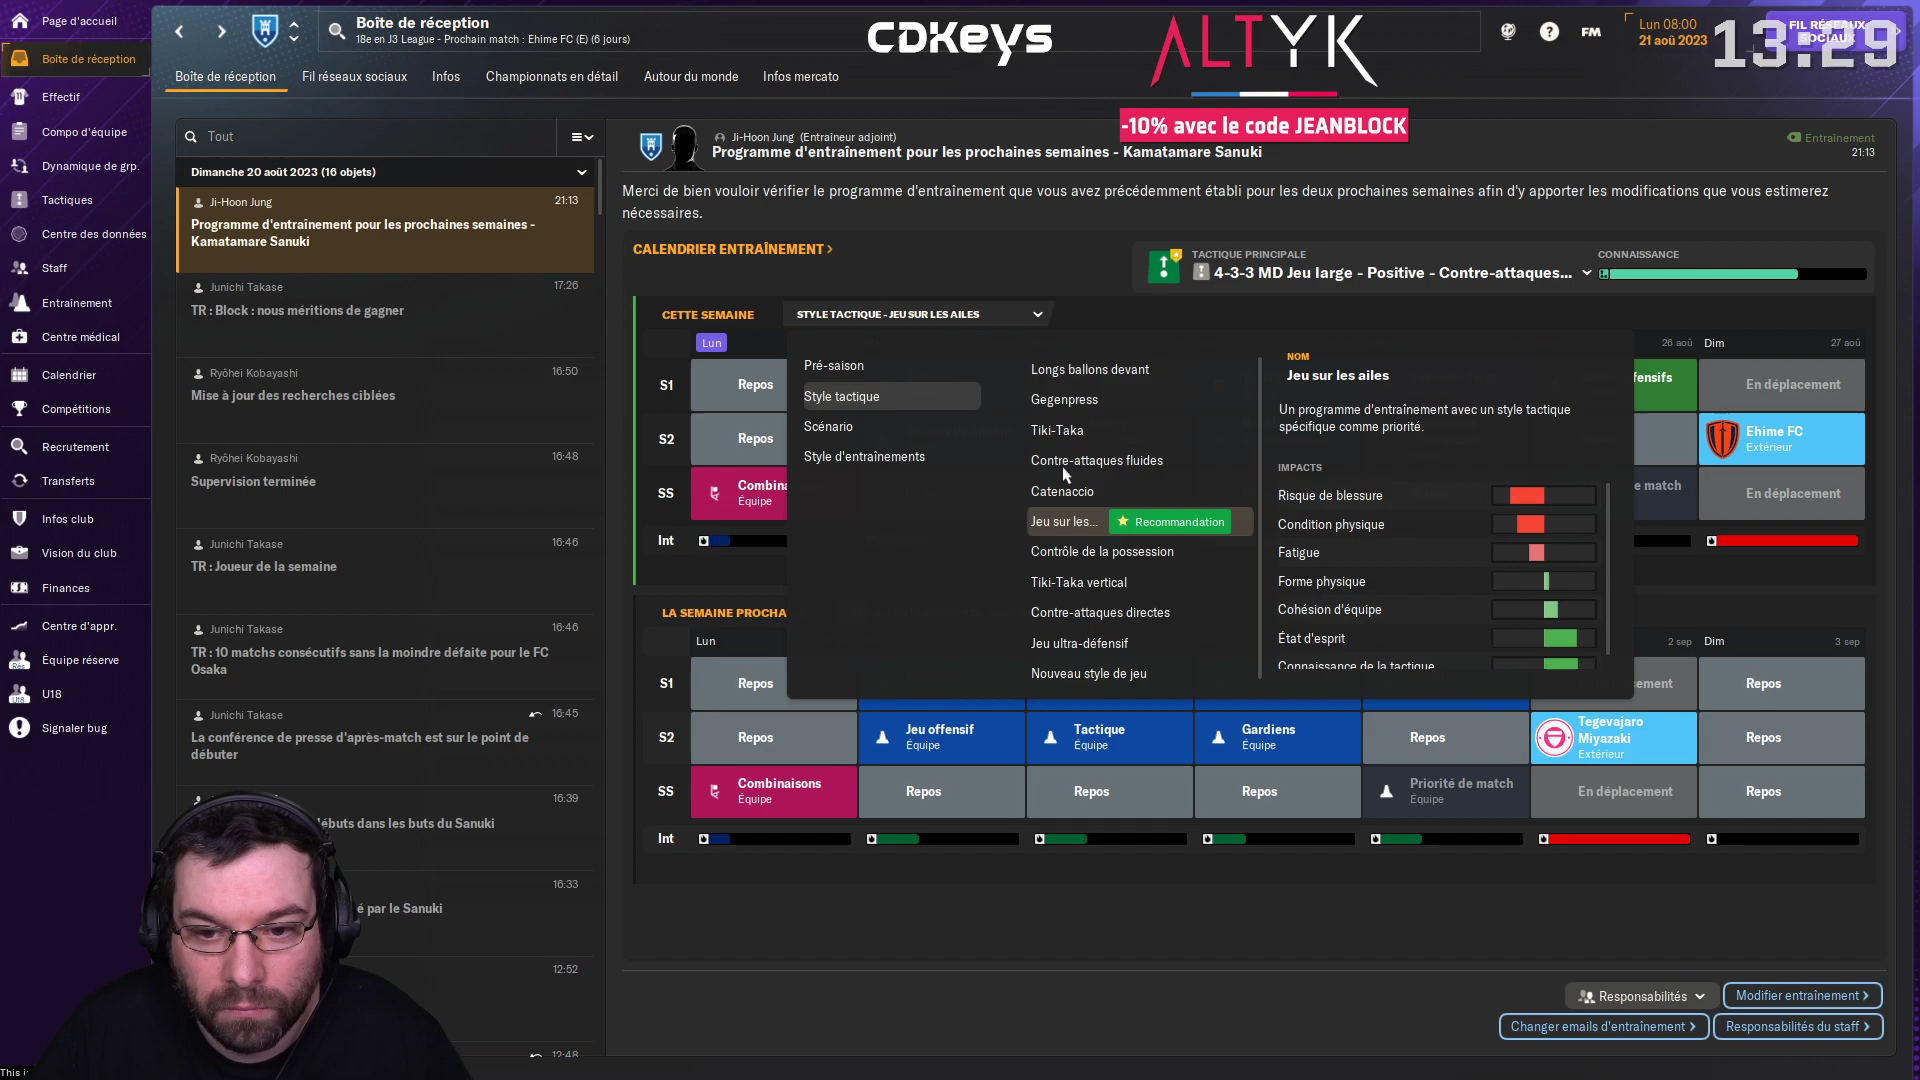 Page d'accueil
Boîte de réception
Effectif
Compo d'équipe
Dynamique de grp.
Tactiques
Centre des données
Staff
Entraînement
Centre médical
Calendrier
Compétitions
Recrutement
Transferts
Infos club
Vision du club
Finances
Centre d'appr.
Équipe réserve
U18
Signaler bug
Boîte de réception
18e en J3 League - Prochain match : Ehime FC (E) (6 jours)
CDKeys
ALTYK
FM
Lun 08:00
21 aoû 2023
FIL RÉSEAUX
SOCIAUX
13:29
Boîte de réception
Fil réseaux sociaux
Infos
Championnats en détail
Autour du monde
Infos mercato
-10% avec le code JEANBLOCK
Tout
Dimanche 20 août 2023 (16 objets)
Ji-Hoon Jung
21:13
Programme d'entraînement pour les prochaines semaines -
Kamatamare Sanuki
Junichi Takase
17:26
TR : Block : nous méritions de gagner
Ryôhei Kobayashi
16:50
Mise à jour des recherches ciblées
Ryôhei Kobayashi
16:48
Supervision terminée
Junichi Takase
16:46
TR : Joueur de la semaine
Junichi Takase
16:46
TR : 10 matchs consécutifs sans la moindre défaite pour le FC
Osaka
Junichi Takase
16:45
La conférence de presse d'après-match est sur le point de
débuter
16:39
débuts dans les buts du Sanuki
16:33
é par le Sanuki
12:52
12:48
Ji-Hoon Jung (Entraîneur adjoint)
Programme d'entraînement pour les prochaines semaines - Kamatamare Sanuki
Entraînement
21:13
Merci de bien vouloir vérifier le programme d'entraînement que vous avez précédemment établi pour les deux prochaines semaines afin d'y apporter les modifications que vous estimerez
nécessaires.
CALENDRIER ENTRAÎNEMENT >
TACTIQUE PRINCIPALE
4-3-3 MD Jeu large - Positive - Contre-attaques...
CONNAISSANCE
CETTE SEMAINE
STYLE TACTIQUE - JEU SUR LES AILES
Lun
26 aoû
Dim
27 aoû
S1
Repos
fensifs
En déplacement
S2
Repos
Ehime FC
Extérieur
SS
Combina
Équipe
e match
En déplacement
Int
Pré-saison
Style tactique
Scénario
Style d'entraînements
Longs ballons devant
Gegenpress
Tiki-Taka
Contre-attaques fluides
Catenaccio
Jeu sur les...
Recommandation
Contrôle de la possession
Tiki-Taka vertical
Contre-attaques directes
Jeu ultra-défensif
Nouveau style de jeu
NOM
Jeu sur les ailes
Un programme d'entraînement avec un style tactique
spécifique comme priorité.
IMPACTS
Risque de blessure
Condition physique
Fatigue
Forme physique
Cohésion d'équipe
État d'esprit
Connaissance de la tactique
LA SEMAINE PROCHA
Lun
2 sep
Dim
3 sep
S1
Repos
ement
Repos
S2
Repos
Jeu offensif
Équipe
Tactique
Équipe
Gardiens
Équipe
Repos
Tegevajaro
Miyazaki
Extérieur
Repos
SS
Combinaisons
Équipe
Repos
Repos
Repos
Priorité de match
Équipe
En déplacement
Repos
Int
Responsabilités
Modifier entraînement >
Changer emails d'entraînement >
Responsabilités du staff >
This i